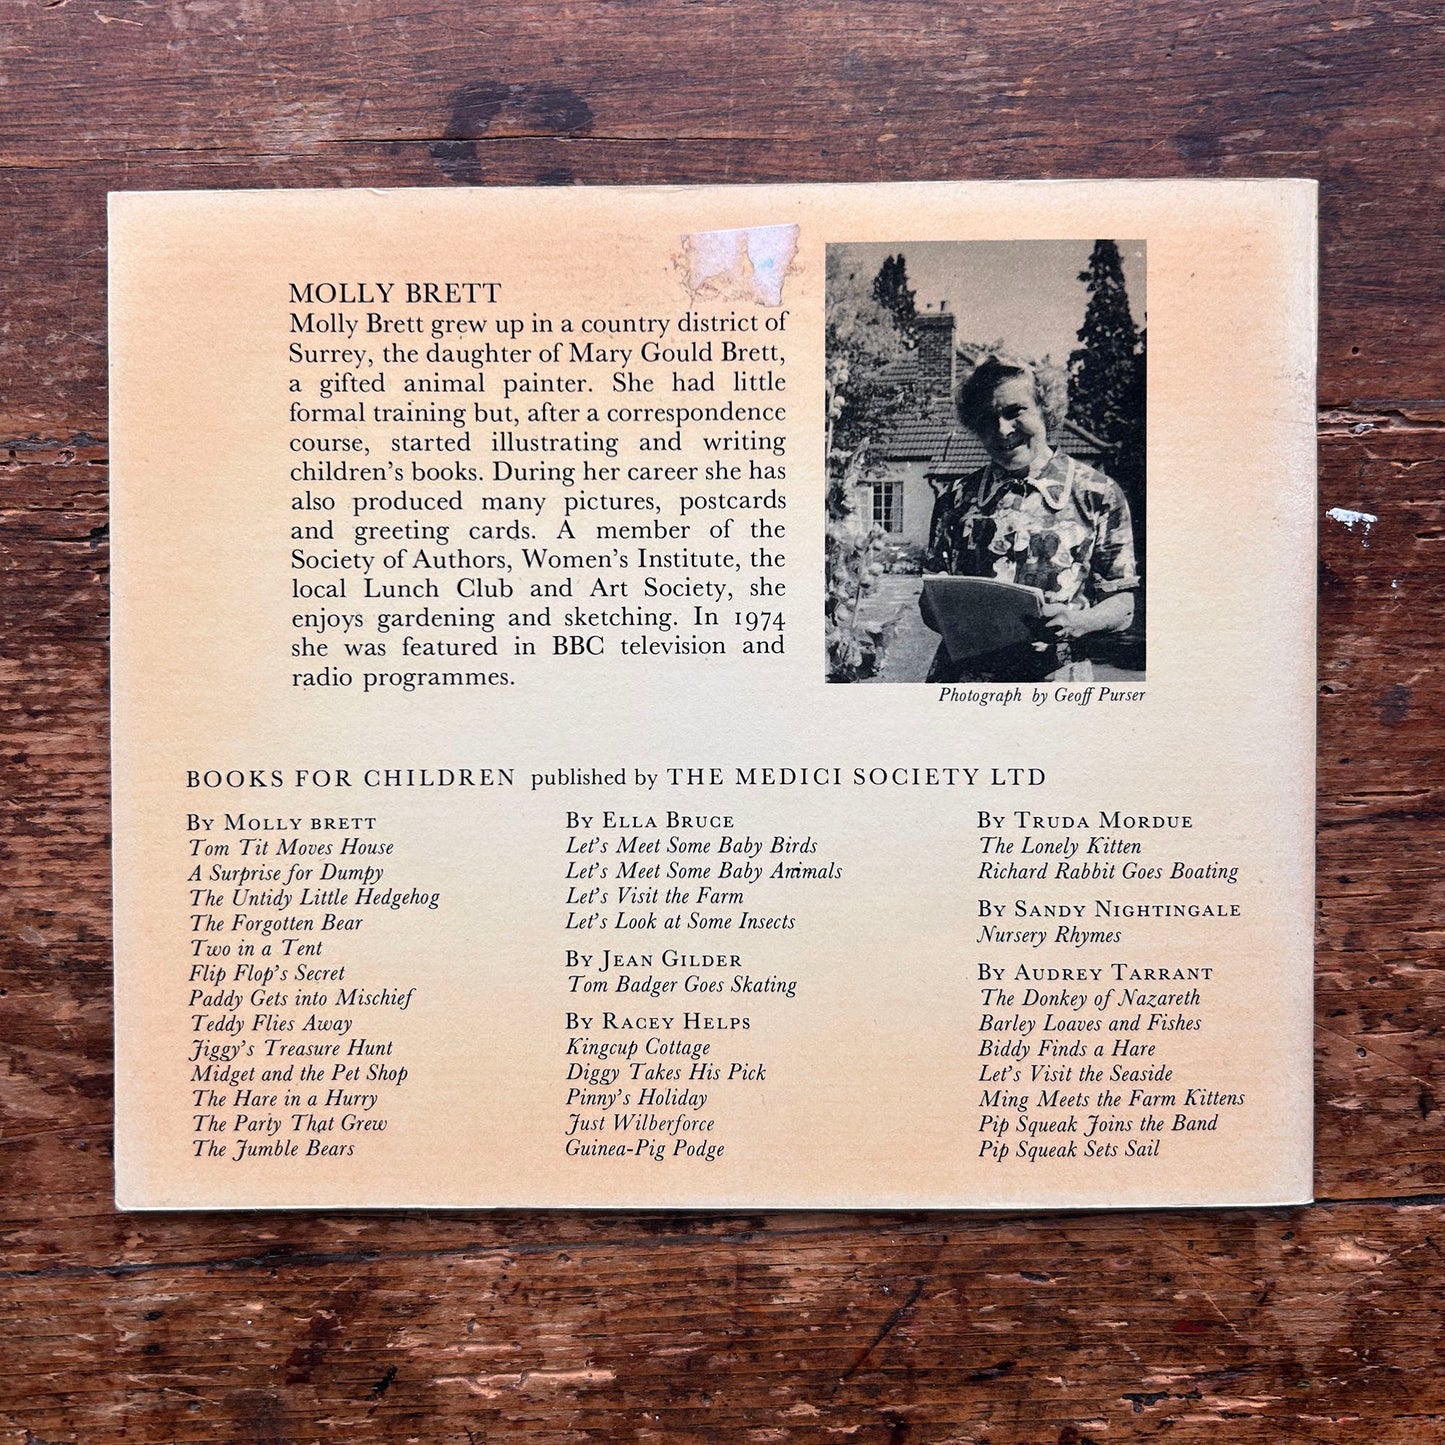 MOLLY BRETT
Molly Brett grew up in a country district of
Surrey, the daughter of Mary Gould Brett,
a gifted animal painter. She had little
formal training but, after a correspondence
course, started illustrating and writing
children's books. During her career she has
also produced many pictures, postcards
and greeting cards. A member of the
Society of Authors, Women's Institute, the
local Lunch Club and Art Society, she
enjoys gardening and sketching. In 1974
she was featured in BBC television and
radio programmes.
Photograph by Geoff Purser
BOOKS FOR CHILDREN published by THE MEDICI SOCIETY LTD
BY MOLLY BRETT
Tom Tit Moves House
A Surprise for Dumpy
The Untidy Little Hedgehog
The Forgotten Bear
Two in a Tent
Flip Flop's Secret
Paddy Gets into Mischief
Teddy Flies Away
Jiggy's Treasure Hunt
Midget and the Pet Shop
The Hare in a Hurry
The Party That Grew
The Jumble Bears
BY ELLA BRUCE
Let's Meet Some Baby Birds
Let's Meet Some Baby Animals
Let's Visit the Farm
Let's Look at Some Insects
BY JEAN GILDER
Tom Badger Goes Skating
BY RACEY HELPS
Kingcup Cottage
Diggy Takes His Pick
Pinny's Holiday
Just Wilberforce
Guinea-Pig Podge
BY TRUDA MORDUE
The Lonely Kitten
Richard Rabbit Goes Boating
BY SANDY NIGHTINGALE
Nursery Rhymes
BY AUDREY TARRANT
The Donkey of Nazareth
Barley Loaves and Fishes
Biddy Finds a Hare
Let's Visit the Seaside
Ming Meets the Farm Kittens
Pip Squeak Joins the Band
Pip Squeak Sets Sail